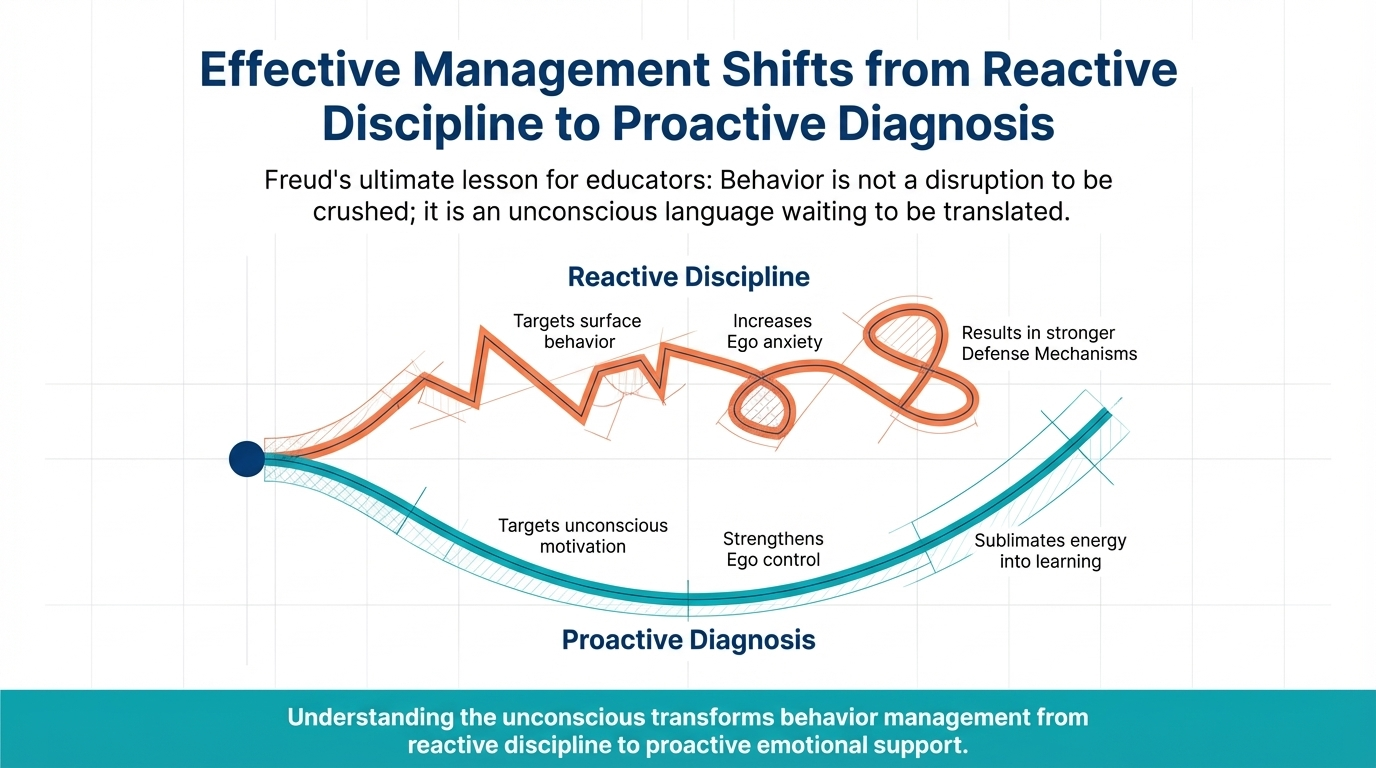 Effective Management Shifts from Reactive
Discipline to Proactive Diagnosis
Freud's ultimate lesson for educators: Behavior is not a disruption to be
crushed; it is an unconscious language waiting to be translated.
Reactive Discipline
Targets surface
behavior
Increases
Ego anxiety
Results in stronger
Defense Mechanisms
Targets unconscious
motivation
Strengthens
Ego control
Sublimates energy
into learning
Proactive Diagnosis
Understanding the unconscious transforms behavior management from
reactive discipline to proactive emotional support.